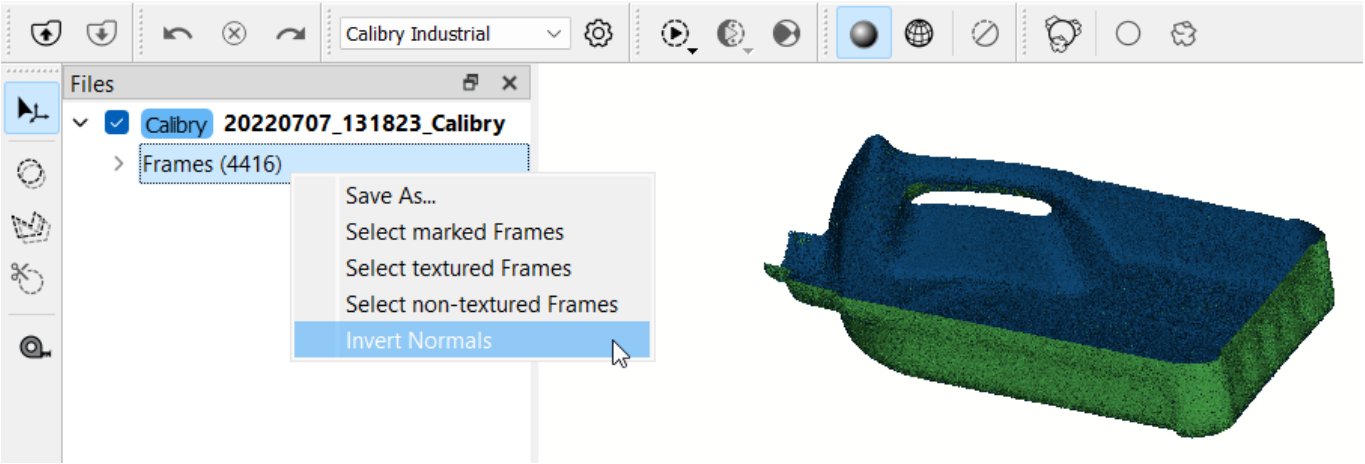 Calibry Industrial
Files
Calibry 20220707_131823_Calibry
Frames (4416)
Save As...
Select marked Frames
Select textured Frames
Select non-textured Frames
Invert Normals